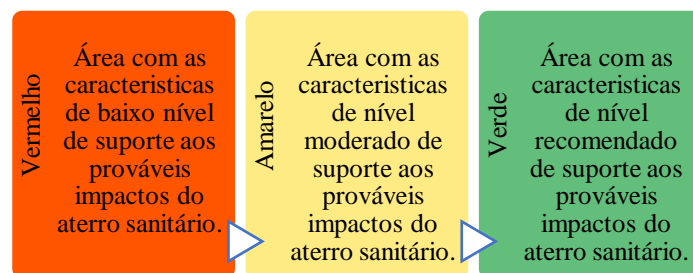 Vermelho
Área com as
caracteristicas
de baixo nível
de suporte aos
prováveis
impactos do
aterro sanitário.
Amarelo
Área com as
caracteristicas
de nível
moderado de
suporte aos
prováveis
impactos do
aterro sanitário.
Verde
Área com as
caracteristicas
de nível
recomendado
de suporte aos
prováveis
impactos do
aterro sanitário.